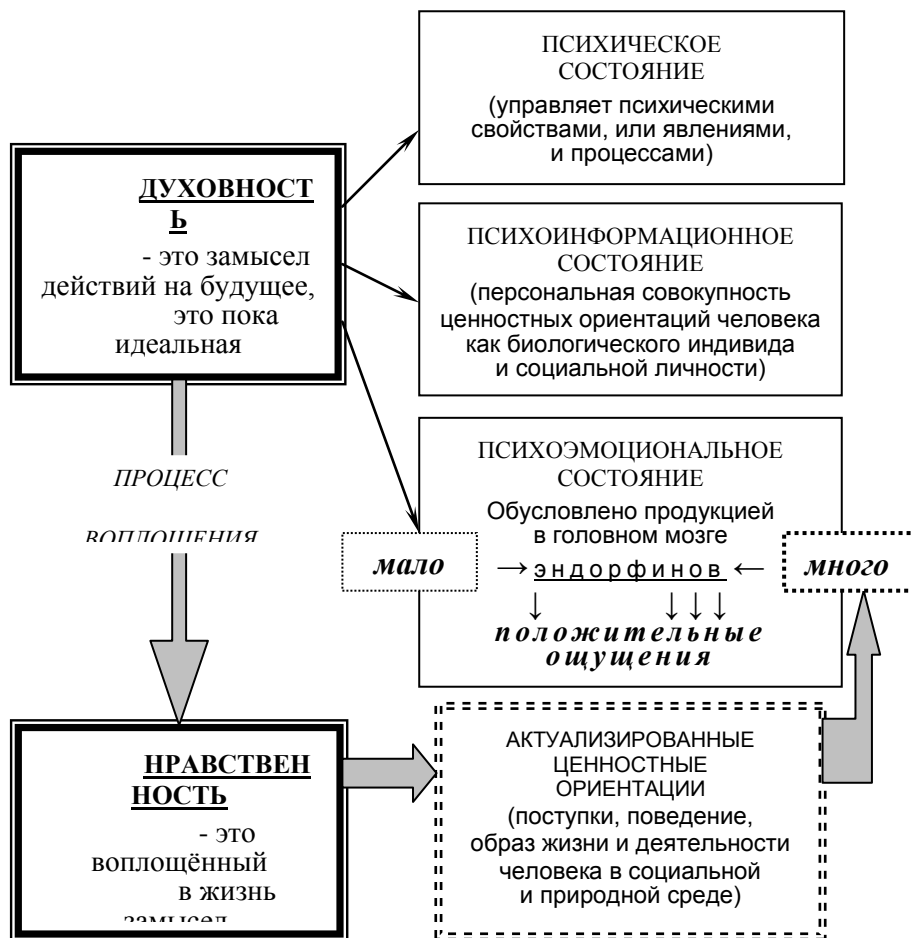 ПСИХИЧЕСКОЕ
СОСТОЯНИЕ
(управляет психическими
свойствами, или явлениями,
и процессами)
ДУХОВНОСТ
Ь
- это замысел
действий на будущее,
это пока
идеальная
ПСИХОИНФОРМАЦИОННОЕ
СОСТОЯНИЕ
(персональная совокупность
ценностных ориентаций человека
как биологического индивида
и социальной личности)
ПРОЦЕСС
ВОПЛОЩЕНИЯ
ПСИХОЭМОЦИОНАЛЬНОЕ
СОСТОЯНИЕ
Обусловлено продукцией
в головном мозге
мало → эндорфинов ← много
↓ ↓ ↓ ↓
положительные
ощущения
НРАВСТВЕН
НОСТЬ
- это
воплощённый
в жизнь
замысел
АКТУАЛИЗИРОВАННЫЕ
ЦЕННОСТНЫЕ
ОРИЕНТАЦИИ
(поступки, поведение,
образ жизни и деятельности
человека в социальной
и природной среде)